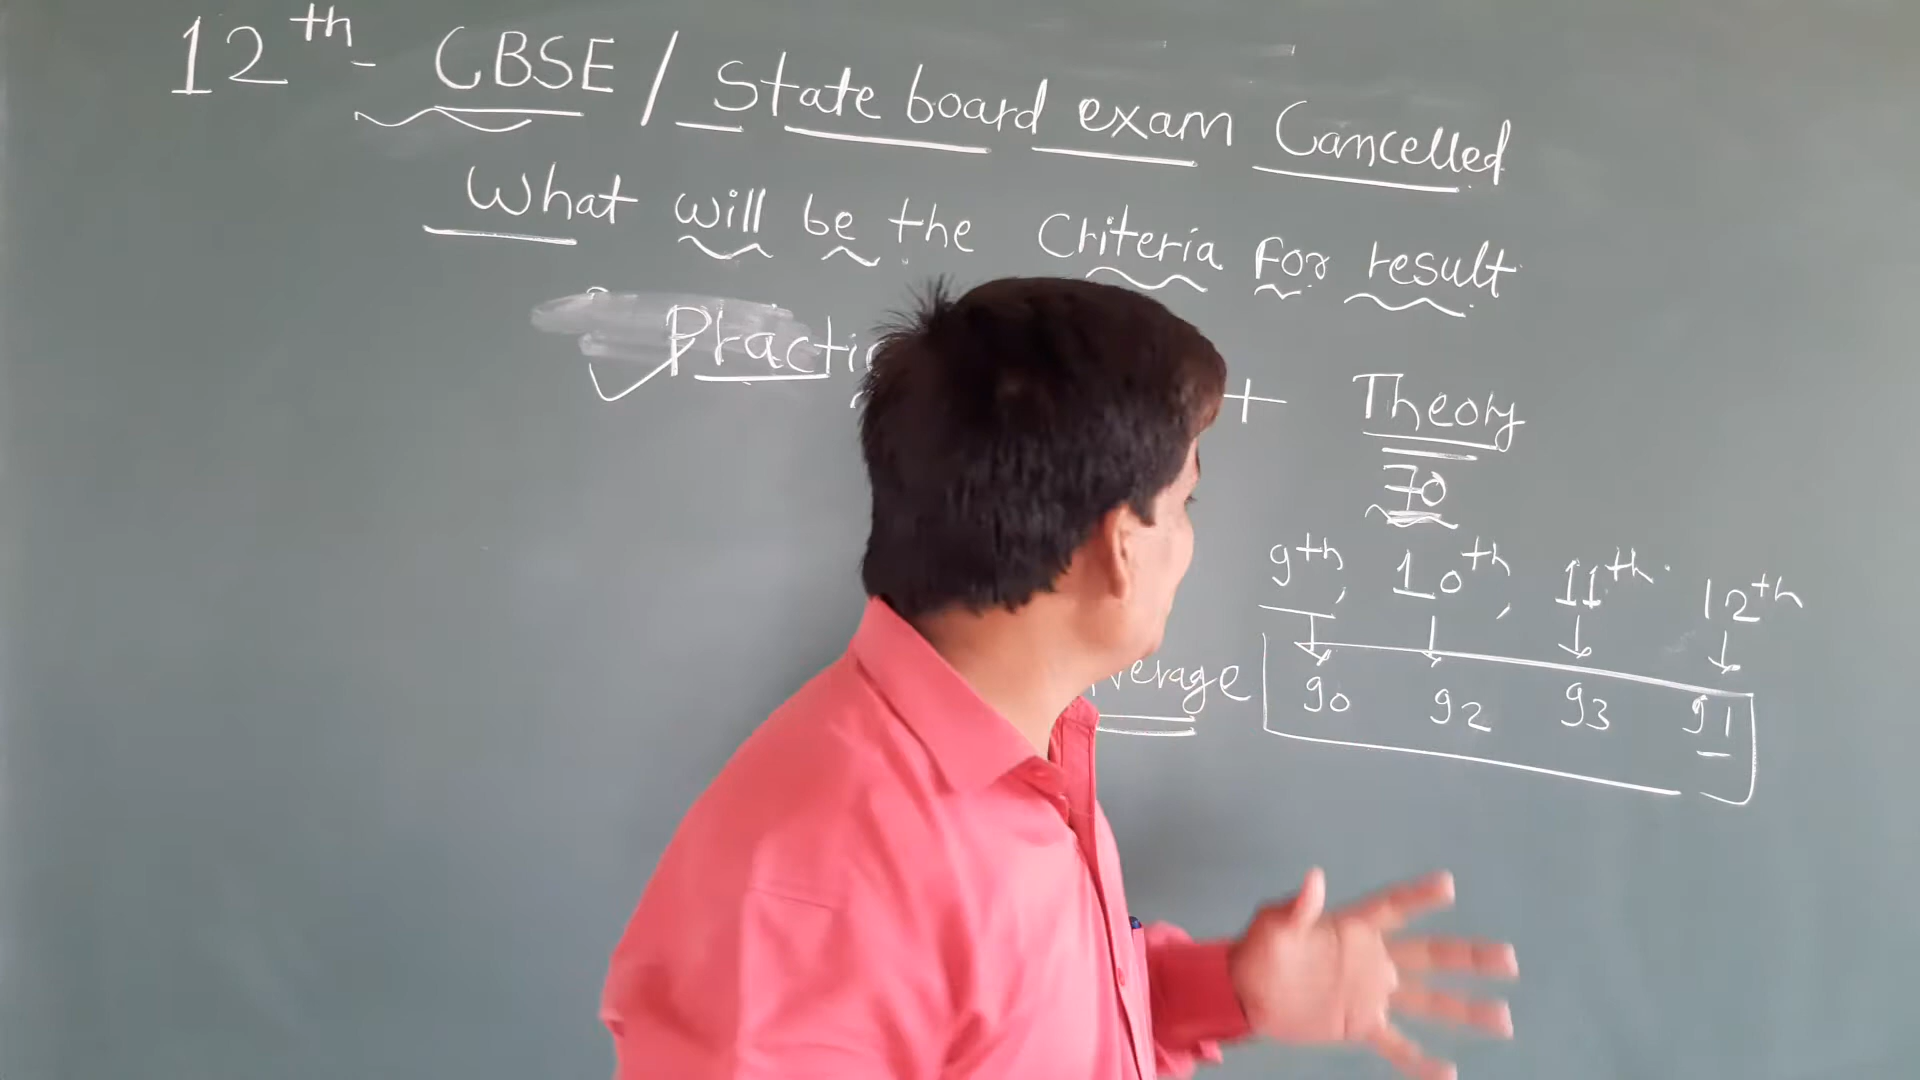 12th - CBSE / State board exam Cancelled
What will be the Criteria for result
+ Theory
70
9th, 10th, 11th. 12th
90 92 93 91